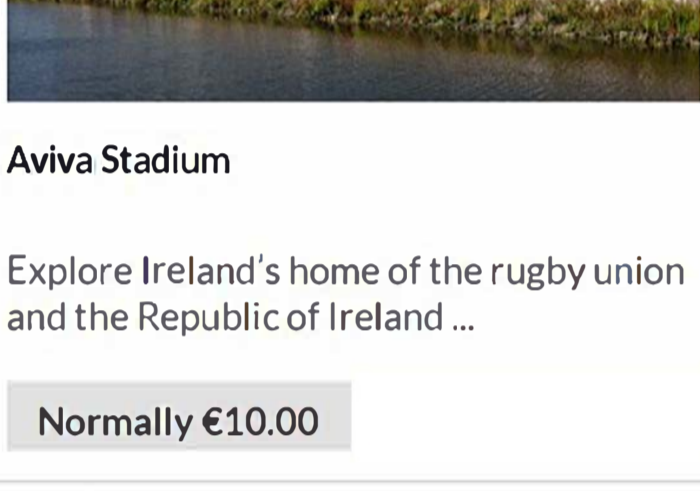 Aviva Stadium
Explore Ireland's home of the rugby union
and the Republic of Ireland ...
Normally €10.00